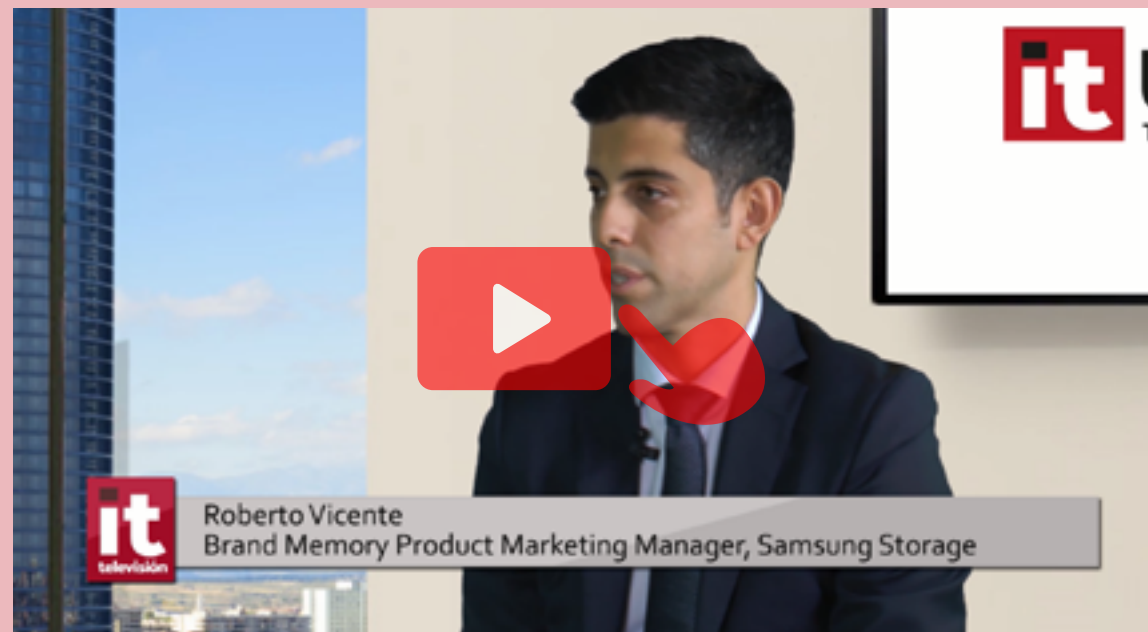 it
Roberto Vicente
Brand Memory Product Marketing Manager, Samsung Storage
it
televisión